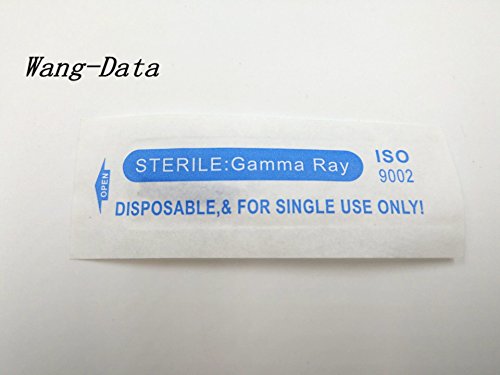 Wang-Data
STERILE:Gamma Ray
ISO
9002
OPEN
DISPOSABLE,& FOR SINGLE USE ONLY!